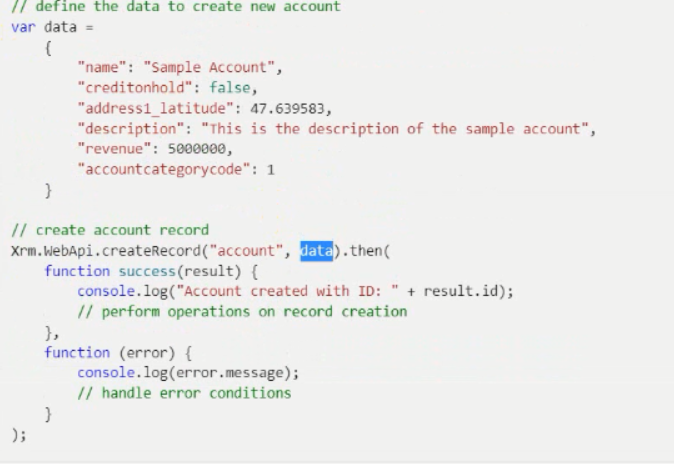 // define the data to create new account
var data =
    {
        "name": "Sample Account",
        "creditonhold": false,
        "address1_latitude": 47.639583,
        "description": "This is the description of the sample account",
        "revenue": 5000000,
        "accountcategorycode": 1
    }

// create account record
Xrm.WebApi.createRecord("account", data).then(
    function success(result) {
        console.log("Account created with ID: " + result.id);
        // perform operations on record creation
    },
    function (error) {
        console.log(error.message);
        // handle error conditions
    }
);